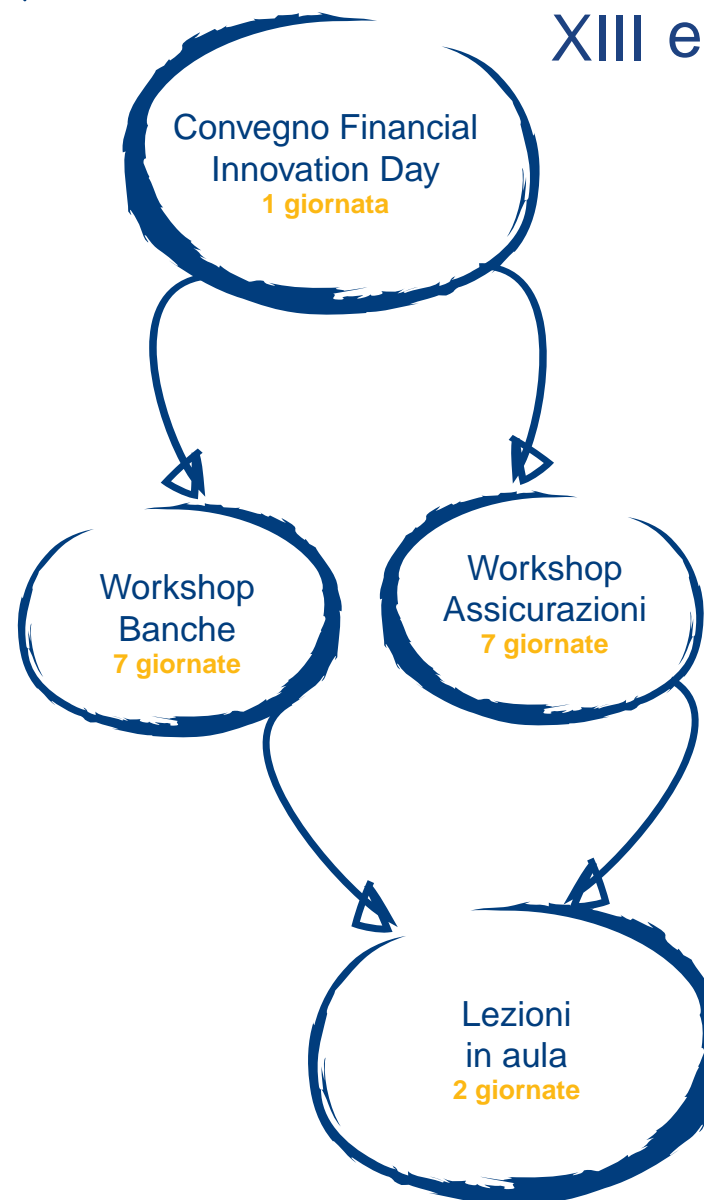 XIII e
Convegno Financial
Innovation Day
1 giornata
Workshop
Banche
7 giornate
Workshop
Assicurazioni
7 giornate
Lezioni
in aula
2 giornate